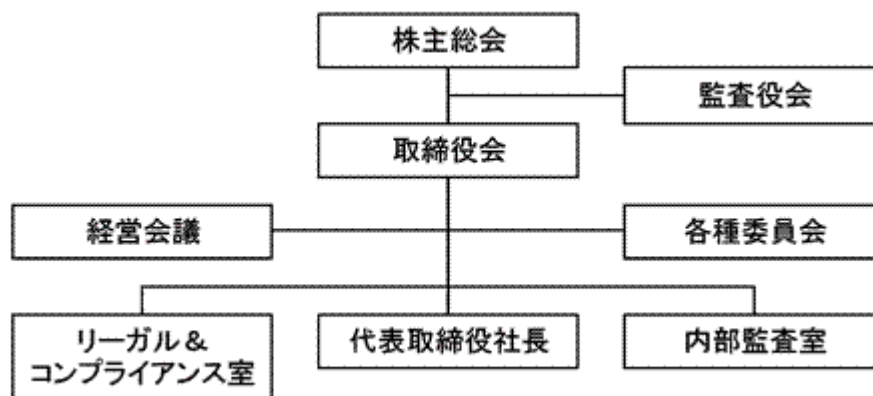 株主総会
監査役会
取締役会
経営会議
各種委員会
リーガル＆
コンプライアンス室
代表取締役社長
内部監査室